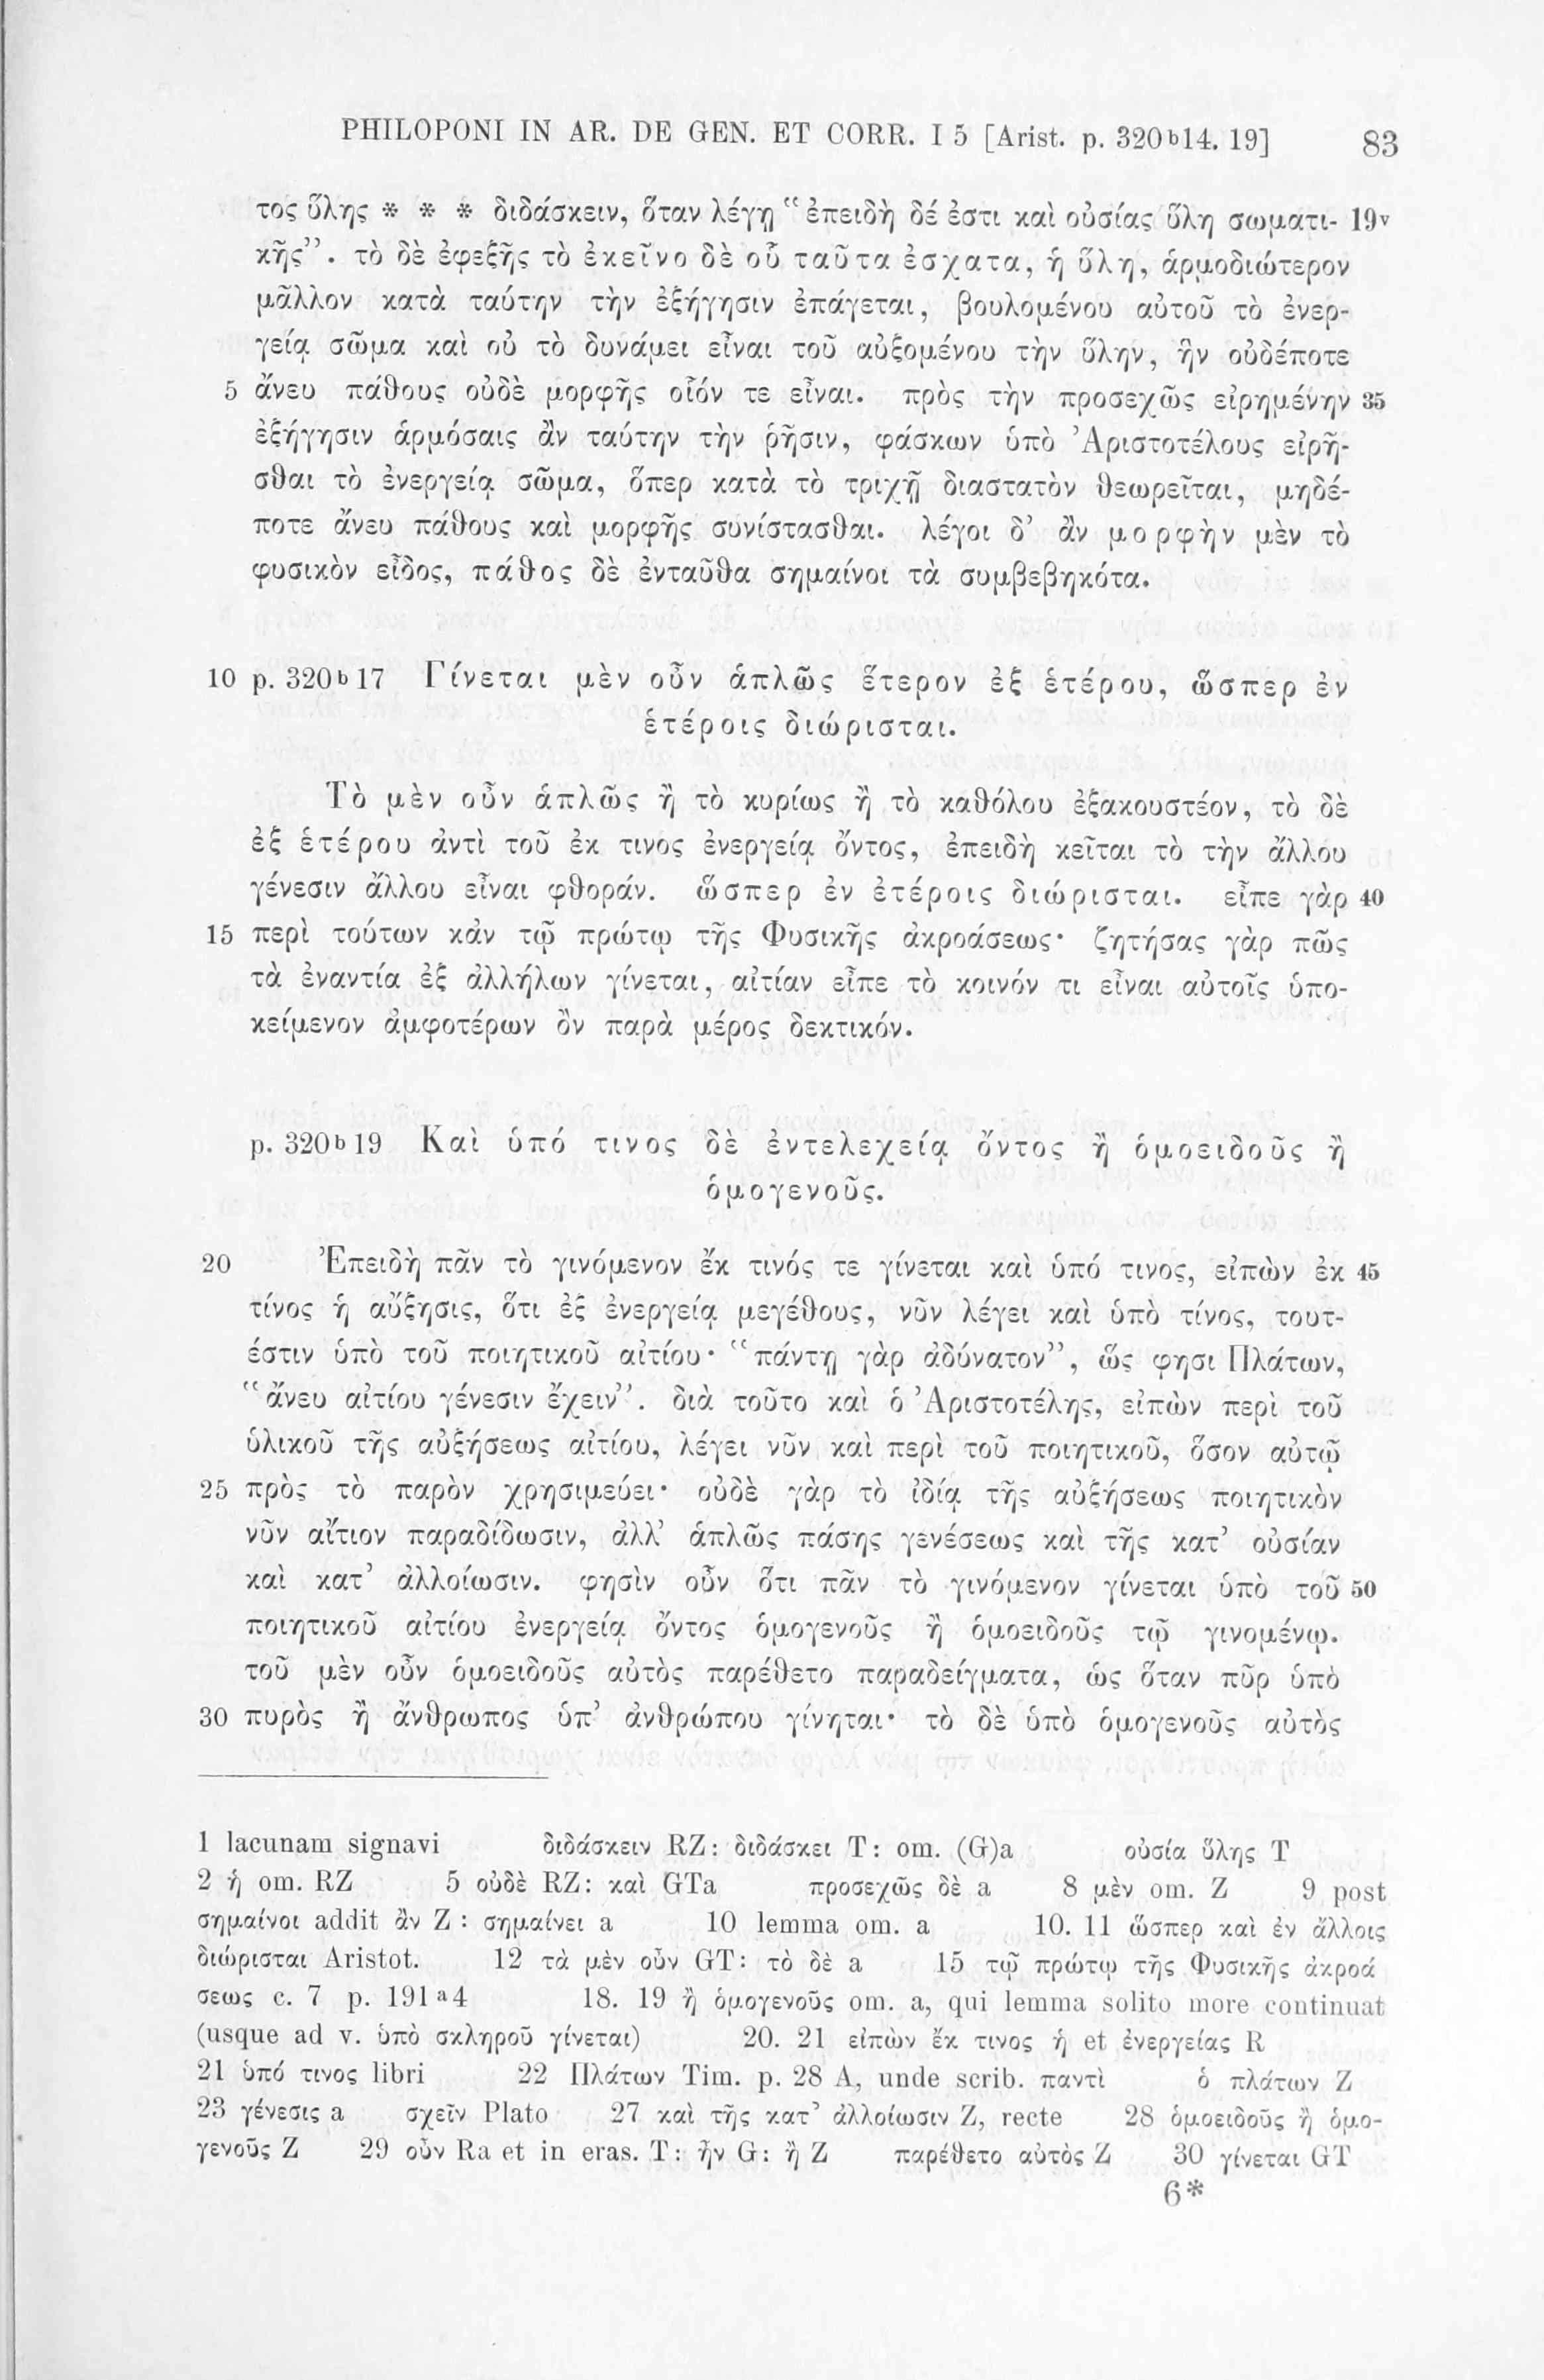 PHILOPONI IN AR. DE GEN. ET CORR. I 5 [Arist. p. 320b14. 19] 83
τος ὕλης * * * διδάσκειν, ὅταν λέγῃ “ἐπειδὴ δέ ἐστι καὶ οὐσίας ὕλη σωματι- 19v
κῆς”. τὸ δὲ ἐφεξῆς τὸ ἐκεῖνο δὲ οὗ ταῦτα ἔσχατα, ἡ ὕλη, ἁρμοδιώτερον
μᾶλλον κατὰ ταύτην τὴν ἐξήγησιν ἐπάγεται, βουλομένου αὐτοῦ τὸ ἐνερ-
γείᾳ σῶμα καὶ οὐ τὸ δυνάμει εἶναι τοῦ αὐξομένου τὴν ὕλην, ἣν οὐδέποτε
5 ἄνευ πάθους οὐδὲ μορφῆς οἷόν τε εἶναι. πρὸς τὴν προσεχῶς εἰρημένην 35
ἐξήγησιν ἁρμόσαις ἂν ταύτην τὴν ῥῆσιν, φάσκων ὑπὸ Ἀριστοτέλους εἰρῆ-
σθαι τὸ ἐνεργείᾳ σῶμα, ὅπερ κατὰ τὸ τριχῇ διαστατὸν θεωρεῖται, μηδέ-
ποτε ἄνευ πάθους καὶ μορφῆς συνίστασθαι. λέγοι δ’ ἂν μορφὴν μὲν τὸ
φυσικὸν εἶδος, πάθος δὲ ἐνταῦθα σημαίνοι τὰ συμβεβηκότα.
10 p. 320b17 Γίνεται μὲν οὖν ἁπλῶς ἕτερον ἐξ ἑτέρου, ὥσπερ ἐν
ἑτέροις διώρισται.
Τὸ μὲν οὖν ἁπλῶς ἢ τὸ κυρίως ἢ τὸ καθόλου ἐξακουστέον, τὸ δὲ
ἐξ ἑτέρου ἀντὶ τοῦ ἐκ τινος ἐνεργείᾳ ὄντος, ἐπειδὴ κεῖται τὸ τὴν ἄλλου
γένεσιν ἄλλου εἶναι φθοράν. ὥσπερ ἐν ἑτέροις διώρισται. εἶπε γὰρ 40
15 περὶ τούτων κἀν τῷ πρώτῳ τῆς Φυσικῆς ἀκροάσεως· ζητήσας γὰρ πῶς
τὰ ἐναντία ἐξ ἀλλήλων γίνεται, αἰτίαν εἶπε τὸ κοινόν τι εἶναι αὐτοῖς ὑπο-
κείμενον ἀμφοτέρων ὂν παρὰ μέρος δεκτικόν.
p. 320b19 Καὶ ὑπό τινος δὲ ἐντελεχείᾳ ὄντος ἢ ὁμοειδοῦς ἢ
ὁμογενοῦς.
20 Ἐπειδὴ πᾶν τὸ γινόμενον ἔκ τινός τε γίνεται καὶ ὑπό τινος, εἰπὼν ἐκ 45
τίνος ἡ αὔξησις, ὅτι ἐξ ἐνεργείᾳ μεγέθους, νῦν λέγει καὶ ὑπὸ τίνος, τουτ-
έστιν ὑπὸ τοῦ ποιητικοῦ αἰτίου· “πάντῃ γὰρ ἀδύνατον”, ὥς φησι Πλάτων,
“ἄνευ αἰτίου γένεσιν ἔχειν”. διὰ τοῦτο καὶ ὁ Ἀριστοτέλης, εἰπὼν περὶ τοῦ
ὑλικοῦ τῆς αὐξήσεως αἰτίου, λέγει νῦν καὶ περὶ τοῦ ποιητικοῦ, ὅσον αὐτῷ
25 πρὸς τὸ παρὸν χρησιμεύει· οὐδὲ γὰρ τὸ ἰδίᾳ τῆς αὐξήσεως ποιητικὸν
νῦν αἴτιον παραδίδωσιν, ἀλλ’ ἁπλῶς πάσης γενέσεως καὶ τῆς κατ’ οὐσίαν
καὶ κατ’ ἀλλοίωσιν. φησὶν οὖν ὅτι πᾶν τὸ γινόμενον γίνεται ὑπὸ τοῦ 50
ποιητικοῦ αἰτίου ἐνεργείᾳ ὄντος ὁμογενοῦς ἢ ὁμοειδοῦς τῷ γινομένῳ.
τοῦ μὲν οὖν ὁμοειδοῦς αὐτὸς παρέθετο παραδείγματα, ὡς ὅταν πῦρ ὑπὸ
30 πυρὸς ἢ ἄνθρωπος ὑπ’ ἀνθρώπου γίνηται· τὸ δὲ ὑπὸ ὁμογενοῦς αὐτὸς
1 lacunam signavi διδάσκειν RZ: διδάσκει T: om. (G)a οὐσία ὕλης T
2 ἡ om. RZ 5 οὐδὲ RZ: καὶ GTa προσεχῶς δὲ a 8 μὲν om. Z 9 post
σημαίνοι addit ἂν Z: σημαίνει a 10 lemma om. a 10. 11 ὥσπερ καὶ ἐν ἄλλοις
διώρισται Aristot. 12 τὰ μὲν οὖν GT: τὸ δὲ a 15 τῷ πρώτῳ τῆς Φυσικῆς ἀκροά
σεως c. 7 p. 191a4 18. 19 ἢ ὁμογενοῦς om. a, qui lemma solito more continuat
(usque ad v. ὑπὸ σκληροῦ γίνεται) 20. 21 εἰπὼν ἔκ τινος ἡ et ἐνεργείας R
21 ὑπό τινος libri 22 Πλάτων Tim. p. 28 A, unde scrib. παντὶ ὁ πλάτων Z
23 γένεσις a σχεῖν Plato 27 καὶ τῆς κατ’ ἀλλοίωσιν Z, recte 28 ὁμοειδοῦς ἢ ὁμο-
γενοῦς Z 29 οὖν Ra et in eras. T: ἦν G: ἢ Z παρέθετο αὐτὸς Z 30 γίνεται GT
6*